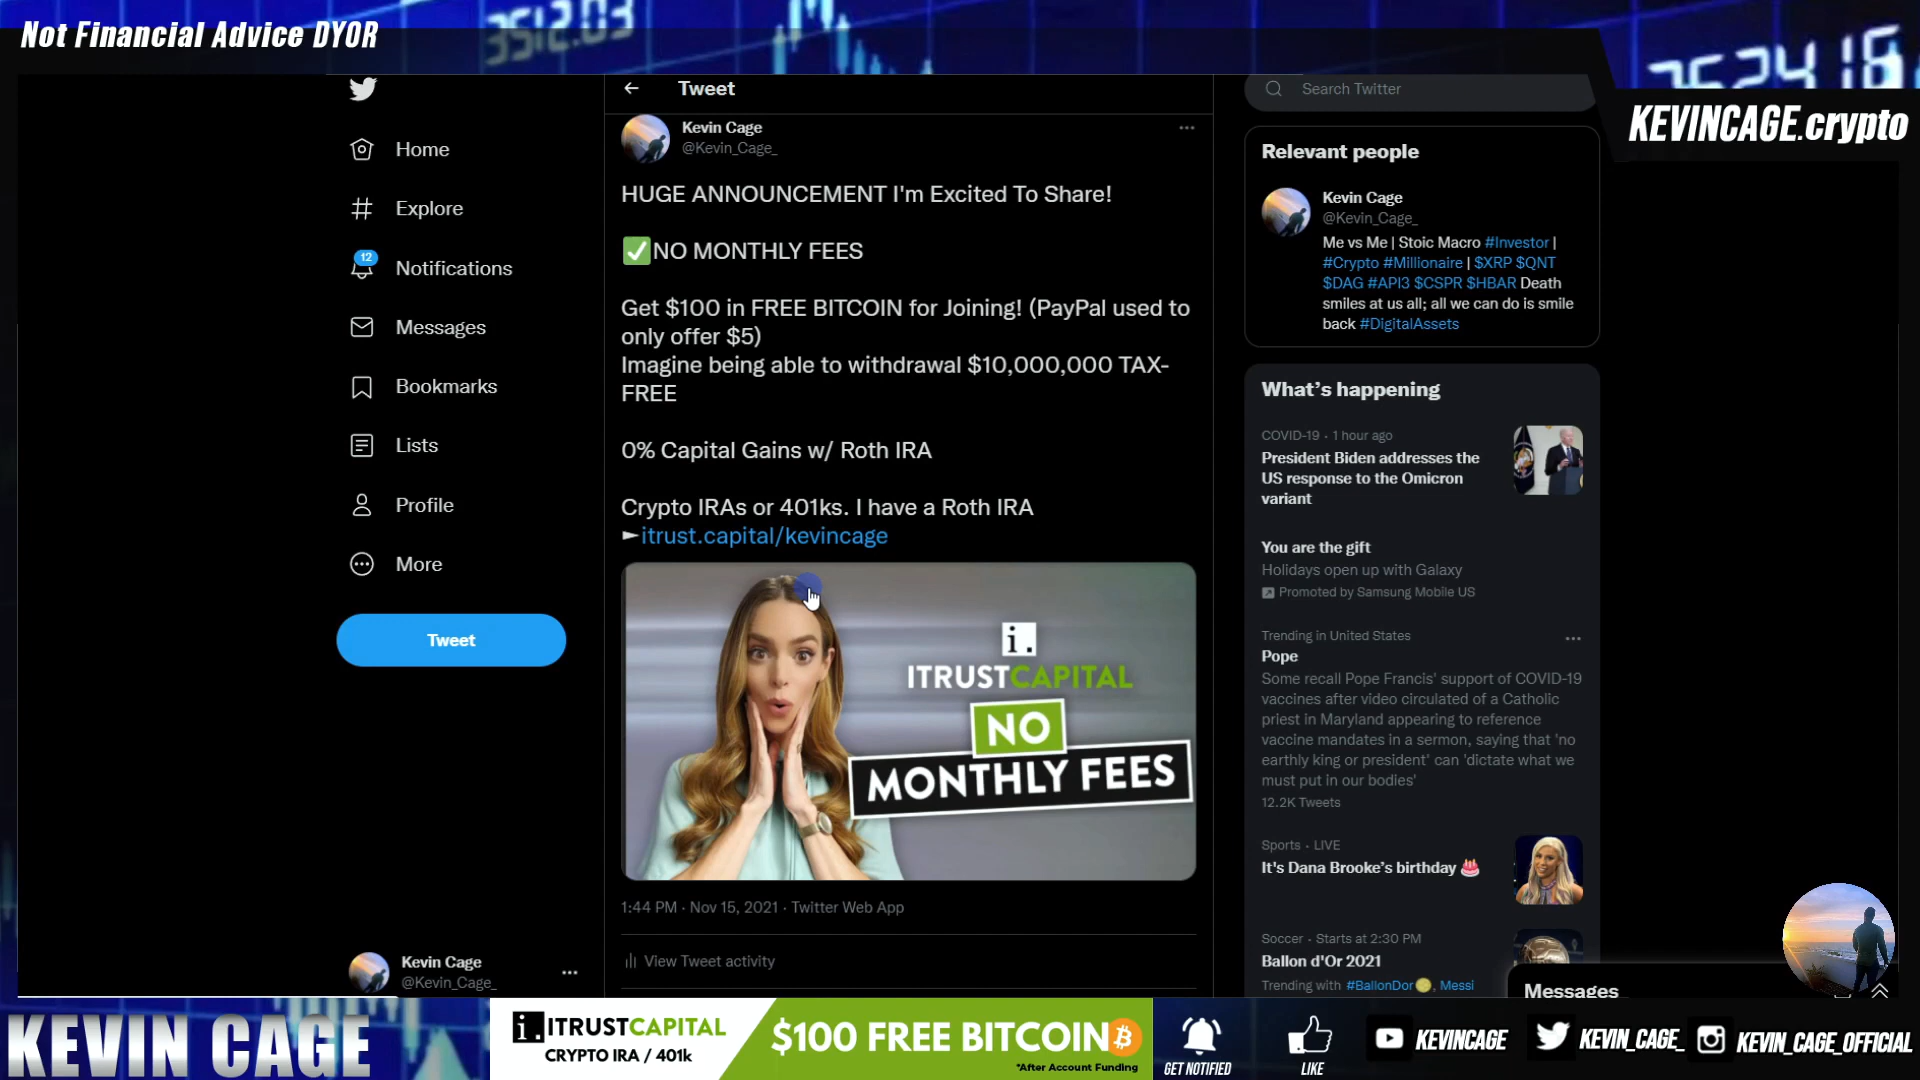 Not Financial Advice DYOR
3512.03
KEVINCAGE.crypto
Tweet
Search Twitter
Home
Explore
12
Notifications
Messages
Bookmarks
Lists
Profile
More
Tweet
Kevin Cage
@Kevin_Cage_
Kevin Cage
@Kevin_Cage_
HUGE ANNOUNCEMENT I'm Excited To Share!
✅NO MONTHLY FEES
Get $100 in FREE BITCOIN for Joining! (PayPal used to
only offer $5)
Imagine being able to withdrawal $10,000,000 TAX-
FREE
0% Capital Gains w/ Roth IRA
Crypto IRAs or 401ks. I have a Roth IRA
►itrust.capital/kevincage
i.
ITRUSTCAPITAL
NO
MONTHLY FEES
1:44 PM · Nov 15, 2021 · Twitter Web App
View Tweet activity
Relevant people
Kevin Cage
@Kevin_Cage_
Me vs Me | Stoic Macro #Investor |
#Crypto #Millionaire | $XRP $QNT
$DAG #API3 $CSPR $HBAR Death
smiles at us all; all we can do is smile
back #DigitalAssets
What's happening
COVID-19 · 1 hour ago
President Biden addresses the
US response to the Omicron
variant
You are the gift
Holidays open up with Galaxy
Promoted by Samsung Mobile US
Trending in United States
Pope
Some recall Pope Francis' support of COVID-19
vaccines after video circulated of a Catholic
priest in Maryland appearing to reference
vaccine mandates in a sermon, saying that 'no
earthly king or president' can 'dictate what we
must put in our bodies'
12.2K Tweets
Sports · LIVE
It's Dana Brooke's birthday 🎂
Soccer · Starts at 2:30 PM
Ballon d'Or 2021
Trending with #BallonDor, Messi
Messages
KEVIN CAGE
i. ITRUSTCAPITAL
CRYPTO IRA / 401k
$100 FREE BITCOIN
*After Account Funding
GET NOTIFIED
LIKE
KEVINCAGE
KEVIN_CAGE_
KEVIN_CAGE_OFFICIAL